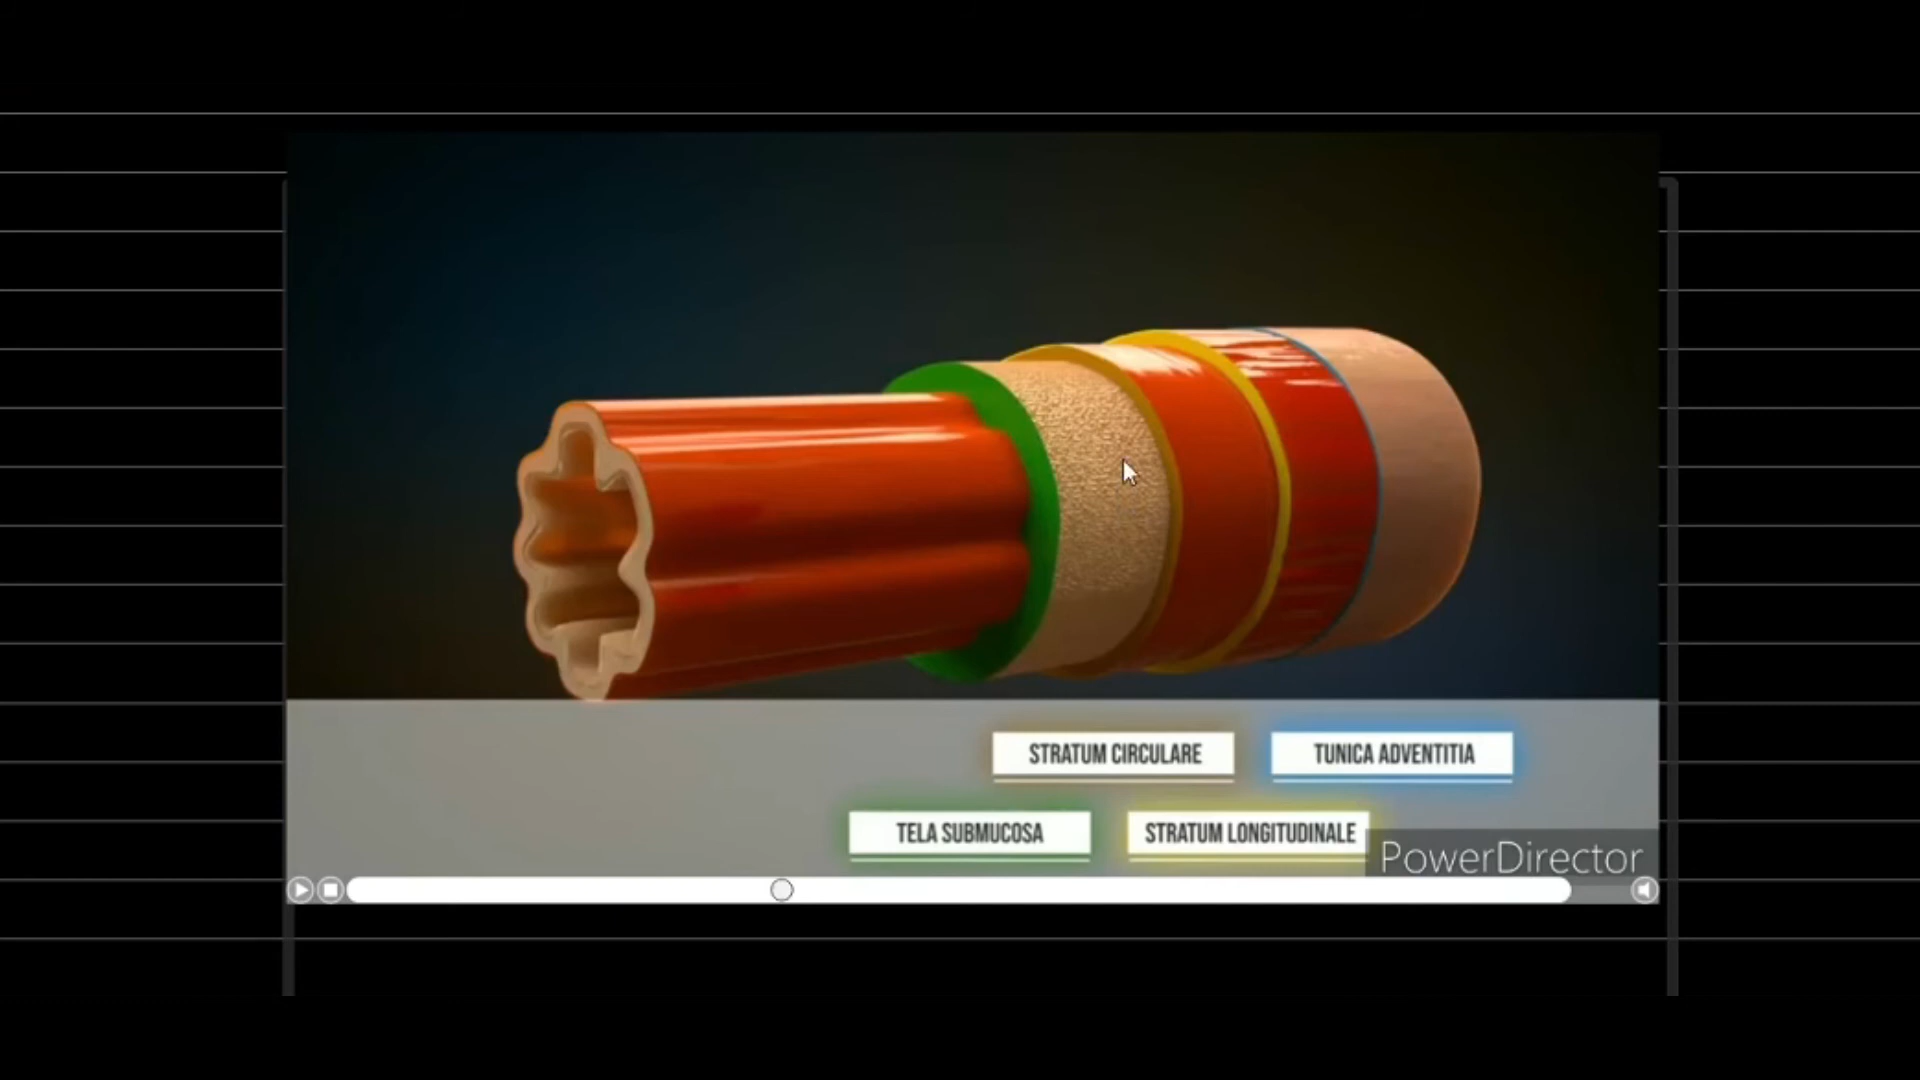 STRATUM CIRCULARE
TUNICA ADVENTITIA
TELA SUBMUCOSA
STRATUM LONGITUDINALE
PowerDirector